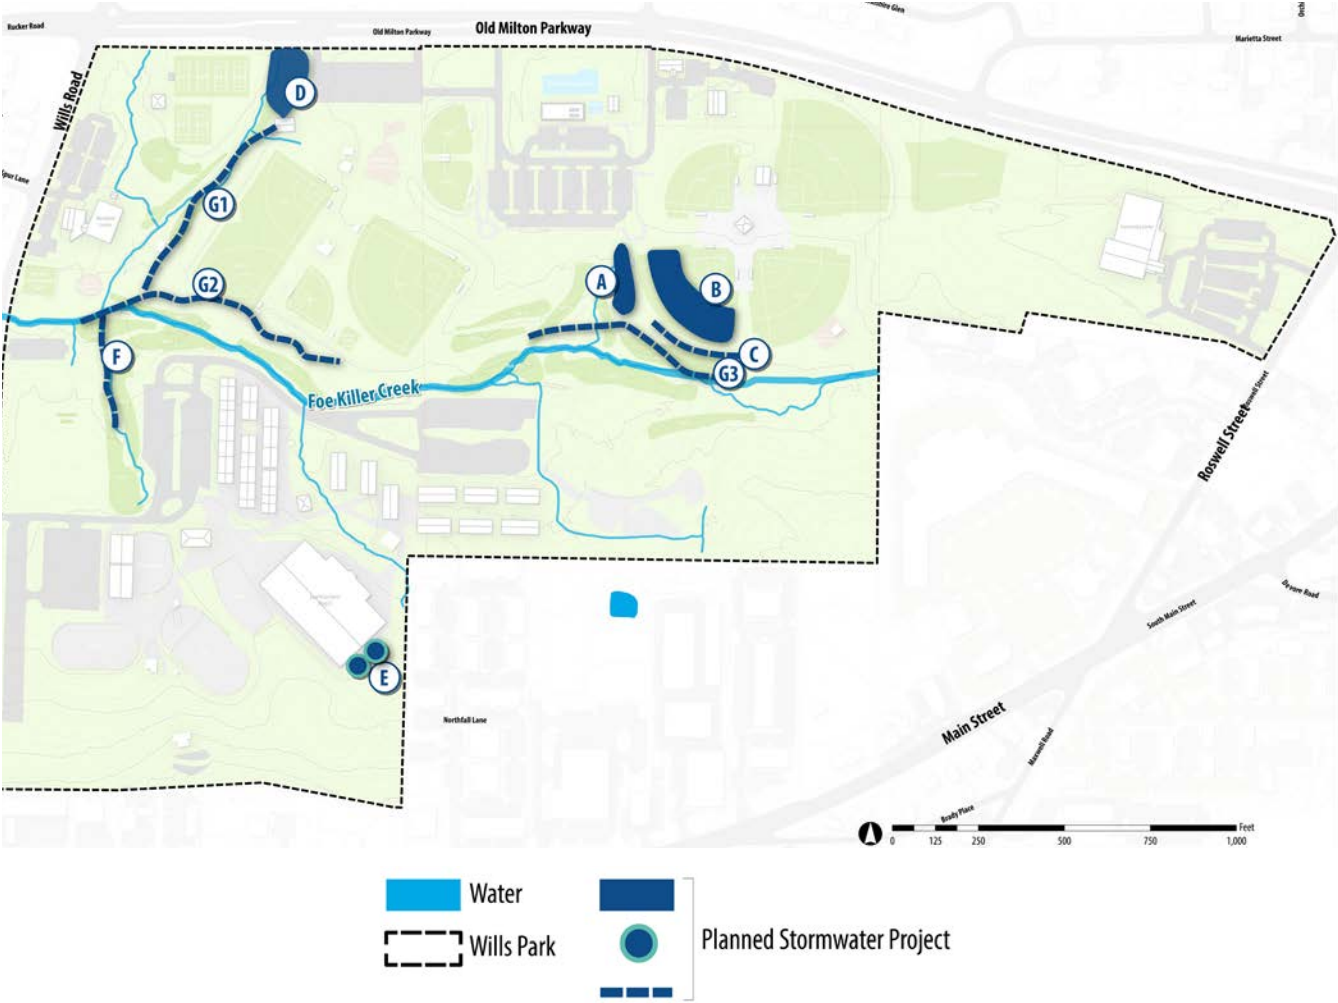 Rucker Road
Old Milton Parkway
Old Milton Parkway
Marietta Street
Wills Road
Spur Lane
D
G1
G2
A
B
C
G3
F
Foe Killer Creek
Roswell Street
Roswell Street
E
Devore Road
South Main Street
Northfall Lane
Main Street
Maxwell Road
Brady Place
0 125 250 500 750 1,000 Feet
Water
Wills Park
Planned Stormwater Project